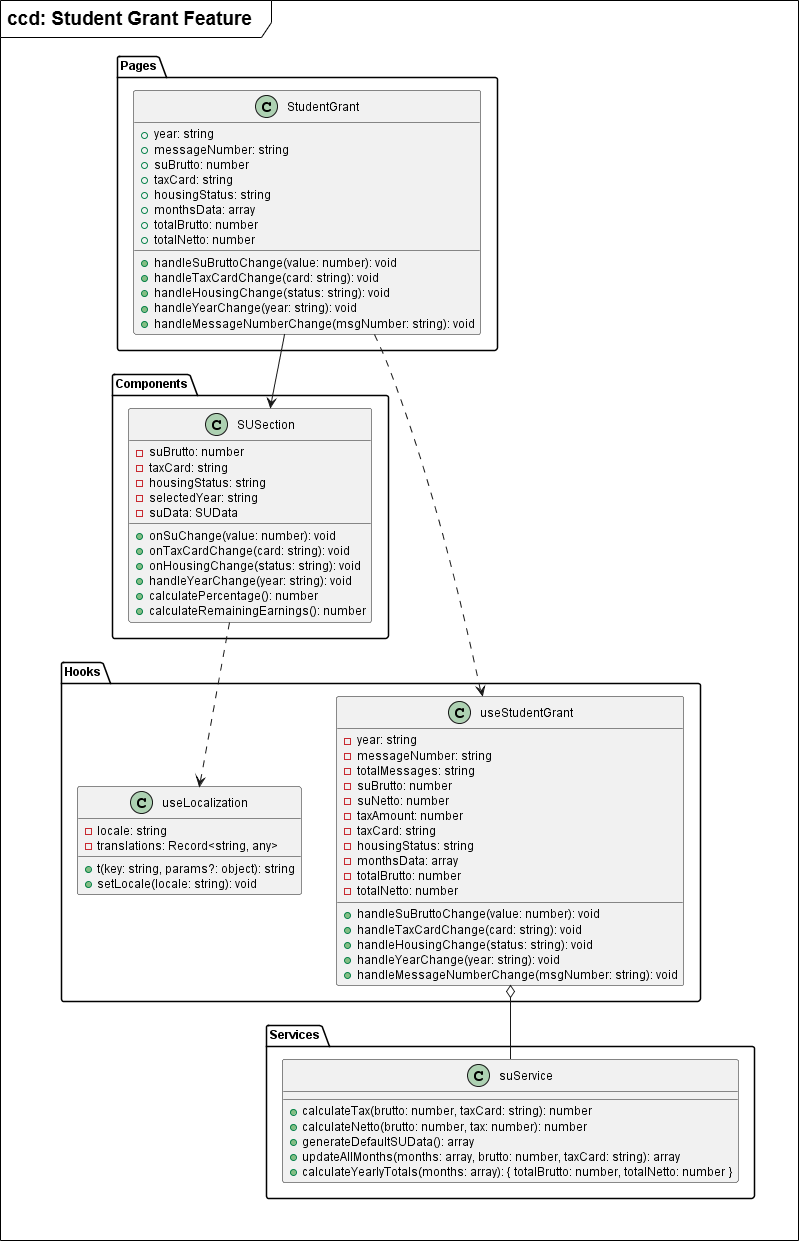 ccd: Student Grant Feature
Pages
C StudentGrant
year: string
messageNumber: string
suBrutto: number
taxCard: string
housingStatus: string
monthsData: array
totalBrutto: number
totalNetto: number
handleSuBruttoChange(value: number): void
handleTaxCardChange(card: string): void
handleHousingChange(status: string): void
handleYearChange(year: string): void
handleMessageNumberChange(msgNumber: string): void
Components
C SUSection
suBrutto: number
taxCard: string
housingStatus: string
selectedYear: string
suData: SUData
onSuChange(value: number): void
onTaxCardChange(card: string): void
onHousingChange(status: string): void
handleYearChange(year: string): void
calculatePercentage(): number
calculateRemainingEarnings(): number
Hooks
C useLocalization
locale: string
translations: Record<string, any>
t(key: string, params?: object): string
setLocale(locale: string): void
C useStudentGrant
year: string
messageNumber: string
totalMessages: string
suBrutto: number
suNetto: number
taxAmount: number
taxCard: string
housingStatus: string
monthsData: array
totalBrutto: number
totalNetto: number
handleSuBruttoChange(value: number): void
handleTaxCardChange(card: string): void
handleHousingChange(status: string): void
handleYearChange(year: string): void
handleMessageNumberChange(msgNumber: string): void
Services
C suService
calculateTax(brutto: number, taxCard: string): number
calculateNetto(brutto: number, tax: number): number
generateDefaultSUData(): array
updateAllMonths(months: array, brutto: number, taxCard: string): array
calculateYearlyTotals(months: array): { totalBrutto: number, totalNetto: number }